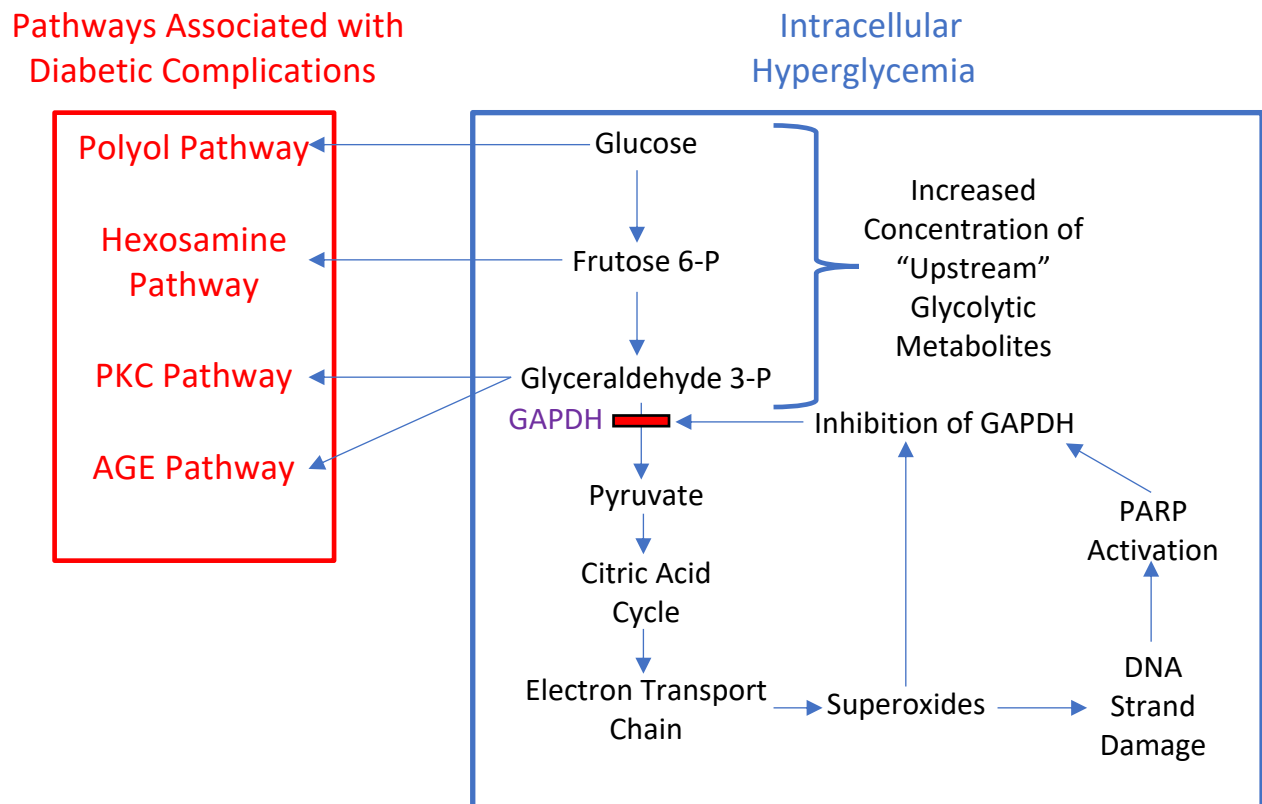 Pathways Associated with
Diabetic Complications
Polyol Pathway
Hexosamine
Pathway
PKC Pathway
AGE Pathway
Intracellular
Hyperglycemia
Glucose
Frutose 6-P
Glyceraldehyde 3-P
GAPDH
Pyruvate
Citric Acid
Cycle
Electron Transport
Chain
Increased
Concentration of
“Upstream”
Glycolytic
Metabolites
Inhibition of GAPDH
PARP
Activation
Superoxides
DNA
Strand
Damage